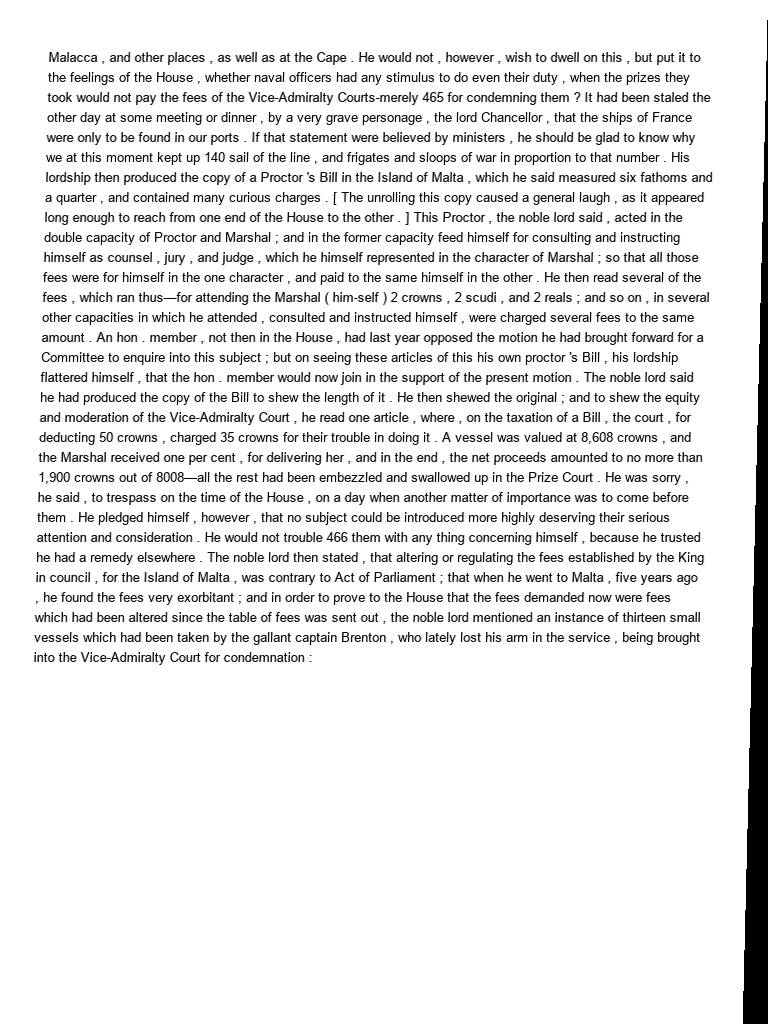 Malacca , and other places , as well as at the Cape . He would not , however , wish to dwell on this , but put it to
the feelings of the House , whether naval officers had any stimulus to do even their duty , when the prizes they
took would not pay the fees of the Vice-Admiralty Courts-merely 465 for condemning them ? It had been staled the
other day at some meeting or dinner , by a very grave personage , the lord Chancellor , that the ships of France
were only to be found in our ports . If that statement were believed by ministers , he should be glad to know why
we at this moment kept up 140 sail of the line , and frigates and sloops of war in proportion to that number . His
lordship then produced the copy of a Proctor 's Bill in the Island of Malta , which he said measured six fathoms and
a quarter , and contained many curious charges . [ The unrolling this copy caused a general laugh , as it appeared
long enough to reach from one end of the House to the other . ] This Proctor , the noble lord said , acted in the
double capacity of Proctor and Marshal ; and in the former capacity feed himself for consulting and instructing
himself as counsel , jury , and judge , which he himself represented in the character of Marshal ; so that all those
fees were for himself in the one character , and paid to the same himself in the other . He then read several of the
fees , which ran thus—for attending the Marshal ( him-self ) 2 crowns , 2 scudi , and 2 reals ; and so on , in several
other capacities in which he attended , consulted and instructed himself , were charged several fees to the same
amount . An hon . member , not then in the House , had last year opposed the motion he had brought forward for a
Committee to enquire into this subject ; but on seeing these articles of this his own proctor 's Bill , his lordship
flattered himself , that the hon . member would now join in the support of the present motion . The noble lord said
he had produced the copy of the Bill to shew the length of it . He then shewed the original ; and to shew the equity
and moderation of the Vice-Admiralty Court , he read one article , where , on the taxation of a Bill , the court , for
deducting 50 crowns , charged 35 crowns for their trouble in doing it . A vessel was valued at 8,608 crowns , and
the Marshal received one per cent , for delivering her , and in the end , the net proceeds amounted to no more than
1,900 crowns out of 8008—all the rest had been embezzled and swallowed up in the Prize Court . He was sorry ,
he said , to trespass on the time of the House , on a day when another matter of importance was to come before
them . He pledged himself , however , that no subject could be introduced more highly deserving their serious
attention and consideration . He would not trouble 466 them with any thing concerning himself , because he trusted
he had a remedy elsewhere . The noble lord then stated , that altering or regulating the fees established by the King
in council , for the Island of Malta , was contrary to Act of Parliament ; that when he went to Malta , five years ago
, he found the fees very exorbitant ; and in order to prove to the House that the fees demanded now were fees
which had been altered since the table of fees was sent out , the noble lord mentioned an instance of thirteen small
vessels which had been taken by the gallant captain Brenton , who lately lost his arm in the service , being brought
into the Vice-Admiralty Court for condemnation :